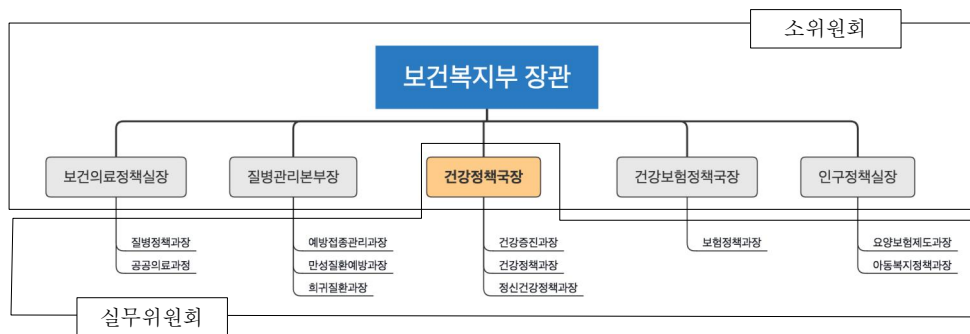 소위원회
보건복지부 장관
보건의료정책실장
질병관리본부장
건강정책국장
건강보험정책국장
인구정책실장
질병정책과장
공공의료과정
예방접종관리과장
만성질환예방과장
희귀질환과장
건강증진과장
건강정책과장
정신건강정책과장
보험정책과장
요양보험제도과장
아동복지정책과장
실무위원회